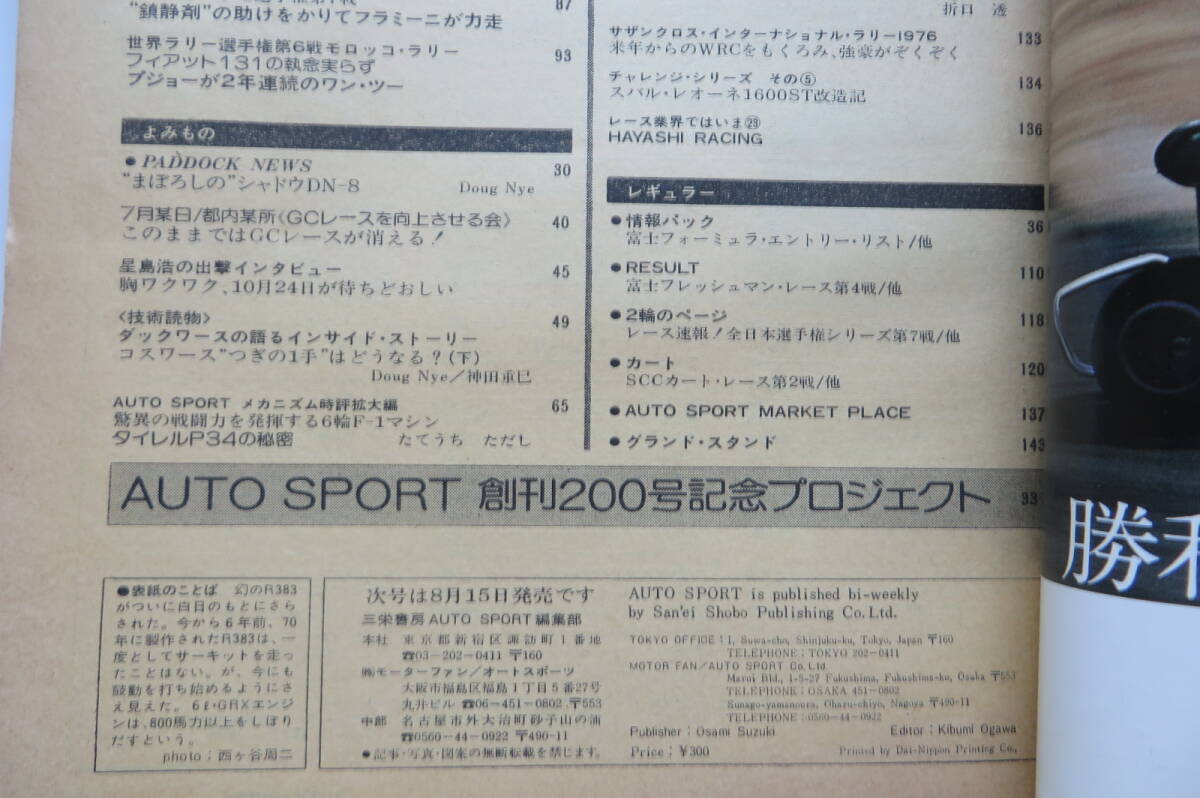 "鎮静剤"の助けをかりてフラミーニが力走
87
世界ラリー選手権第6戦モロッコ・ラリー
フィアット131の執念実らず
プジョーが2年連続のワン・ツー
93
よみもの
● PADDOCK NEWS
"まぼろしの"シャドウDN-8 Doug Nye
30
7月某日/都内某所〈GCレースを向上させる会〉
このままではGCレースが消える!
40
星島浩の出撃インタビュー
胸ワクワク、10月24日が待ちどおしい
45
〈技術読物〉
ダックワースの語るインサイド・ストーリー
コスワース"つぎの1手"はどうなる?(下)
Doug Nye/神田重巳
49
AUTO SPORT メカニズム時評拡大編
驚異の戦闘力を発揮する6輪F-1マシン
タイレルP34の秘密 たてうち ただし
65
折口 透
サザンクロス・インターナショナル・ラリー1976
来年からのWRCをもくろみ、強豪がぞくぞく
133
チャレンジ・シリーズ その⑤
スバル・レオーネ1600ST改造記
134
レース業界ではいま㉙
HAYASHI RACING
136
レギュラー
●情報パック
富士フォーミュラ・エントリー・リスト/他
36
●RESULT
富士フレッシュマン・レース第4戦/他
110
●2輪のページ
レース速報!全日本選手権シリーズ第7戦/他
118
●カート
SCCカート・レース第2戦/他
120
●AUTO SPORT MARKET PLACE
137
●グランド・スタンド
143
AUTO SPORT 創刊200号記念プロジェクト 33
●表紙のことば 幻のR383
がついに白日のもとにさら
された。今から6年前、70
年に製作されたR383は、一
度としてサーキットを走っ
たことはない。が、今にも
鼓動を打ち始めるようにさ
え見えた。6ℓ・GRXエンジ
ンは、800馬力以上をしぼり
だすという。
photo:西ヶ谷周二
次号は8月15日発売です
三栄書房 AUTO SPORT 編集部
本社 東京都新宿区諏訪町1番地
☎03-202-0411 〒160
㈱モーターファン/オートスポーツ
大阪市福島区福島1丁目5番27号
丸井ビル ☎06-451-0802 〒553
中部 名古屋市外大治町砂子山の浦
☎0560-44-0922 〒490-11
●記事・写真・図案の無断転載を禁じます。
AUTO SPORT is published bi-weekly
by San'ei Shobo Publishing Co. Ltd.
TOKYO OFFICE: 1, Suwa-cho, Shinjuku-ku, Tokyo, Japan 〒160
TELEPHONE: TOKYO 202-0411
MOTOR FAN/AUTO SPORT Co. Ltd.
Marui Bld., 1-5-27 Fukushima, Fukushima-ku, Osaka 〒553
TELEPHONE: OSAKA 451-0802
Sunago-yamanoura, Oharu-chiyo, Nagoya 〒490-11
TELEPHONE: 0560-44-0922
Publisher: Osami Suzuki Editor: Kibumi Ogawa
Price: ¥300 Printed by Dai-Nippon Printing Co.,
勝利